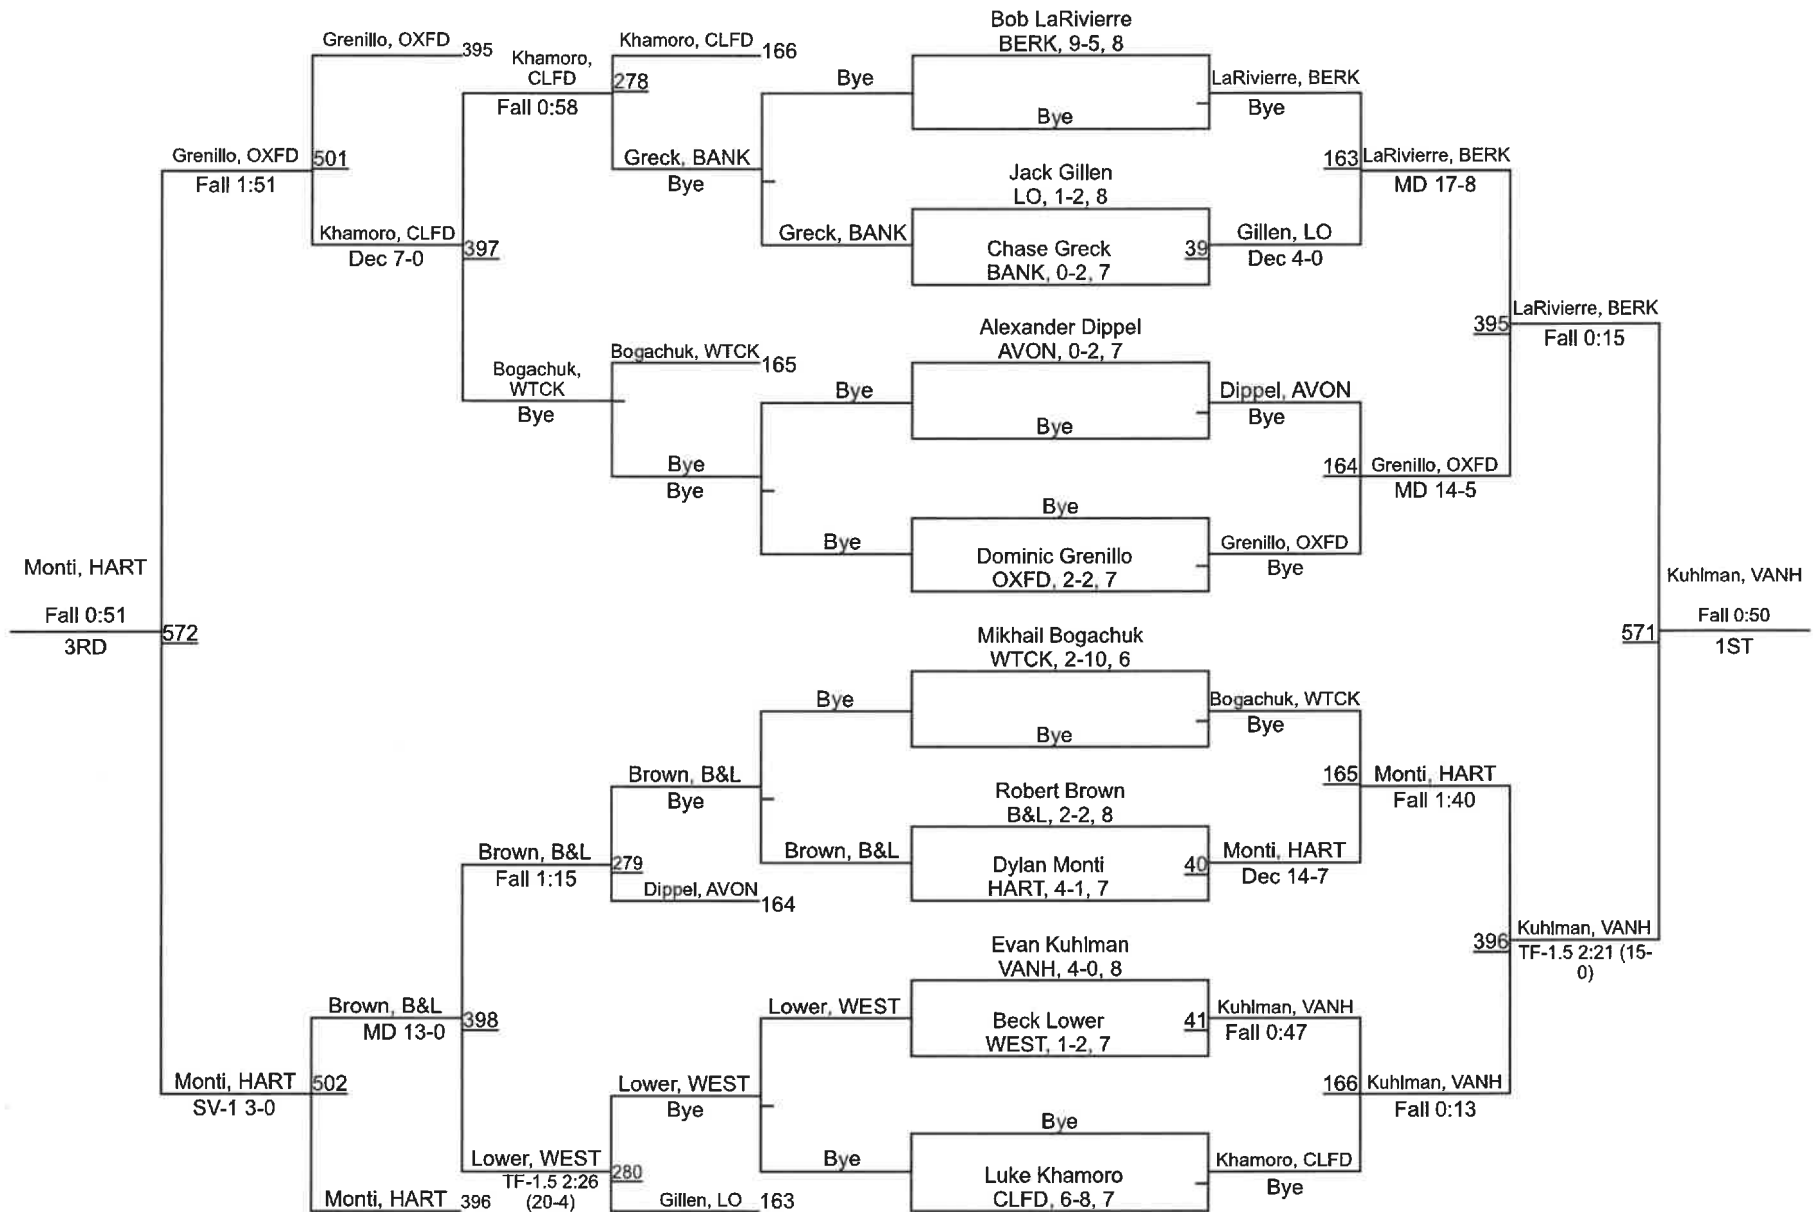 Bob LaRivierre
BERK, 9-5, 8
Grenillo, OXFD 395
Khamoro, CLFD 166
Khamoro,
CLFD
278
Fall 0:58
Bye
LaRivierre, BERK
Bye
Bye
Grenillo, OXFD 501
Fall 1:51
Greck, BANK
Bye
Jack Gillen
LO, 1-2, 8
163 LaRivierre, BERK
MD 17-8
Khamoro, CLFD 397
Dec 7-0
Greck, BANK
Chase Greck
BANK, 0-2, 7
39
Gillen, LO
Dec 4-0
Alexander Dippel
AVON, 0-2, 7
395
LaRivierre, BERK
Fall 0:15
Bogachuk,
WTCK
Bye
Bogachuk, WTCK 165
Bye
Dippel, AVON
Bye
Bye
Bye
Bye
164 Grenillo, OXFD
MD 14-5
Bye
Bye
Dominic Grenillo
OXFD, 2-2, 7
Grenillo, OXFD
Bye
Monti, HART
Fall 0:51
3RD
572
Kuhlman, VANH
Fall 0:50
1ST
571
Mikhail Bogachuk
WTCK, 2-10, 6
Bye
Bogachuk, WTCK
Bye
Bye
Brown, B&L
Bye
Robert Brown
B&L, 2-2, 8
165 Monti, HART
Fall 1:40
Brown, B&L
Fall 1:15
279
Dippel, AVON 164
Brown, B&L
Dylan Monti
HART, 4-1, 7
40
Monti, HART
Dec 14-7
Evan Kuhlman
VANH, 4-0, 8
396
Kuhlman, VANH
TF-1.5 2:21 (15-
0)
Brown, B&L
MD 13-0
398
Lower, WEST
Beck Lower
WEST, 1-2, 7
41
Kuhlman, VANH
Fall 0:47
Monti, HART 502
SV-1 3-0
Lower, WEST
Bye
166 Kuhlman, VANH
Fall 0:13
Bye
Lower, WEST
TF-1.5 2:26
(20-4)
280
Bye
Luke Khamoro
CLFD, 6-8, 7
Khamoro, CLFD
Bye
Monti, HART 396
Gillen, LO 163